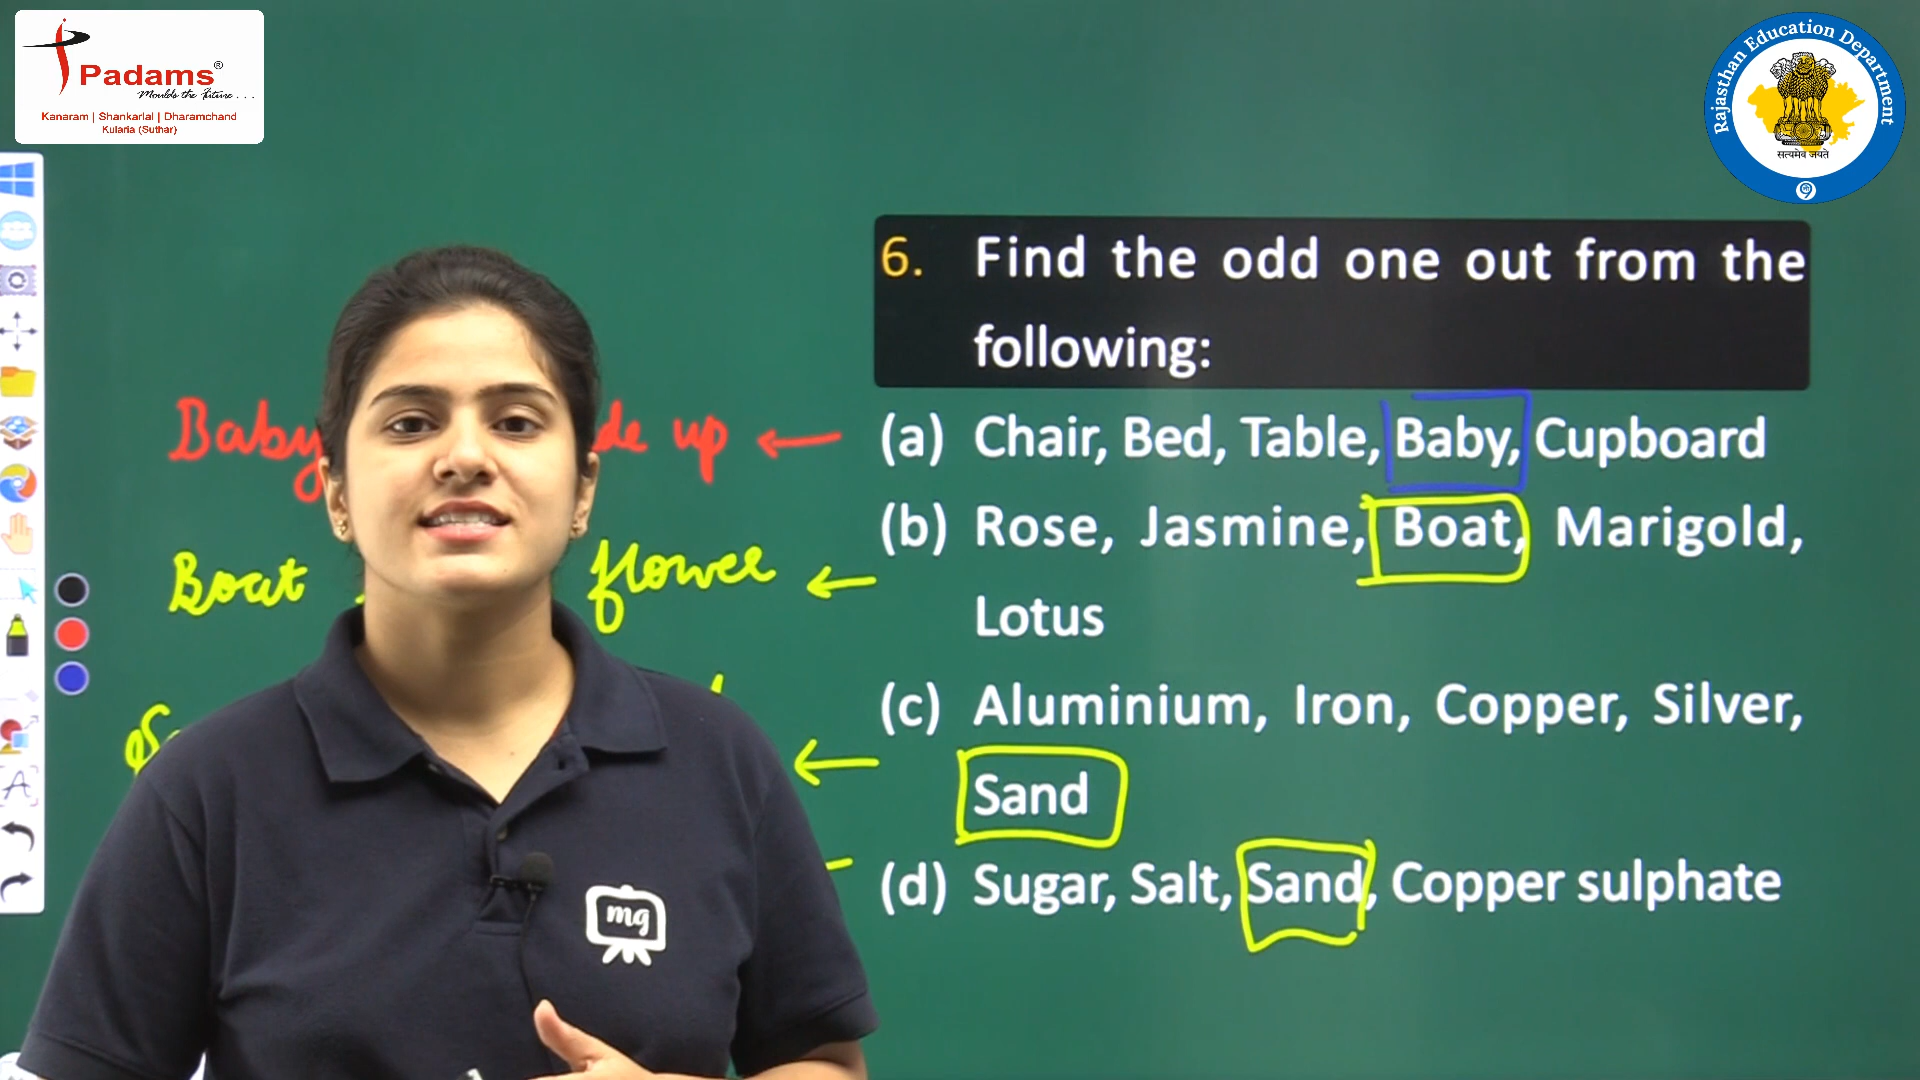 Padams®
Moulds the Future . . .
Kanaram | Shankarlal | Dharamchand
Kularia (Suthar)
Rajasthan Education Department
सत्यमेव जयते
6. Find the odd one out from the
following:
Baby de up ← (a) Chair, Bed, Table, Baby, Cupboard
Boat flower ← (b) Rose, Jasmine, Boat, Marigold,
Lotus
(c) Aluminium, Iron, Copper, Silver,
← Sand
(d) Sugar, Salt, Sand, Copper sulphate
mg